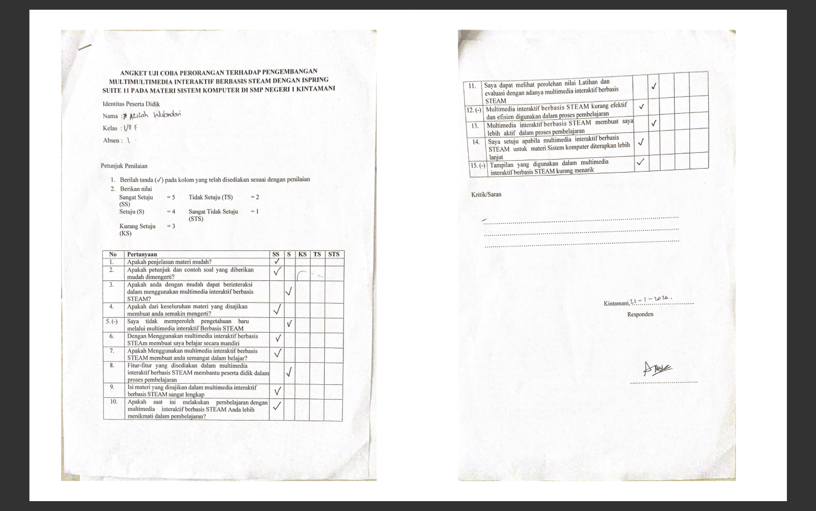 ANGKET UJI COBA PERORANGAN TERHADAP PENGEMBANGAN
MULTIMULTIMEDIA INTERAKTIF BERBASIS STEAM DENGAN ISPRING
SUITE 11 PADA MATERI SISTEM KOMPUTER DI SMP NEGERI 1 KINTAMANI
Identitas Peserta Didik
Nama :
Kelas : VII F
Absen : 1
Petunjuk Penilaian
1. Berilah tanda (✓) pada kolom yang telah disediakan sesuai dengan penilaian
2. Berikan nilai
Sangat Setuju = 5 Tidak Setuju (TS) = 2
(SS)
Setuju (S) = 4 Sangat Tidak Setuju = 1
(STS)
Kurang Setuju = 3
(KS)
No Pertanyaan SS S KS TS STS
1. Apakah penjelasan materi mudah? ✓
2. Apakah petunjuk dan contoh soal yang diberikan ✓
mudah dimengerti?
3. Apakah anda dengan mudah dapat berinteraksi
dalam menggunakan multimedia interaktif berbasis ✓
STEAM?
4. Apakah dari keseluruhan materi yang disajikan ✓
membuat anda semakin mengerti?
5.(-) Saya tidak memperoleh pengetahuan baru ✓
melalui multimedia interaktif Berbasis STEAM
6. Dengan Menggunakan multimedia interaktif berbasis ✓
STEAm membuat saya belajar secara mandiri
7. Apakah Menggunakan multimedia interaktif berbasis ✓
STEAM membuat anda semangat dalam belajar?
8. Fitur-fitur yang disediakan dalam multimedia
interaktif berbasis STEAM membantu peserta didik dalam ✓
proses pembelajaran
9. Isi materi yang disajikan dalam multimedia interaktif ✓
berbasis STEAM sangat lengkap
10. Apakah saat ini melakukan pembelajaran dengan ✓
multimedia interaktif berbasis STEAM Anda lebih
menikmati dalam pembelajaran?
11. Saya dapat melihat perolehan nilai Latihan dan ✓
evaluasi dengan adanya multimedia interaktif berbasis
STEAM
12. (-) Multimedia interaktif berbasis STEAM kurang efektif ✓
dan efisien digunakan dalam proses pembelajaran
13. Multimedia interaktif berbasis STEAM membuat saya ✓
lebih aktif dalam proses pembelajaran
14. Saya setuju apabila multimedia interaktif berbasis ✓
STEAM untuk materi Sistem komputer diterapkan lebih
lanjut
15. (-) Tampilan yang digunakan dalam multimedia ✓
interaktif berbasis STEAM kurang menarik
Kritik/Saran
Kintamani,
Responden